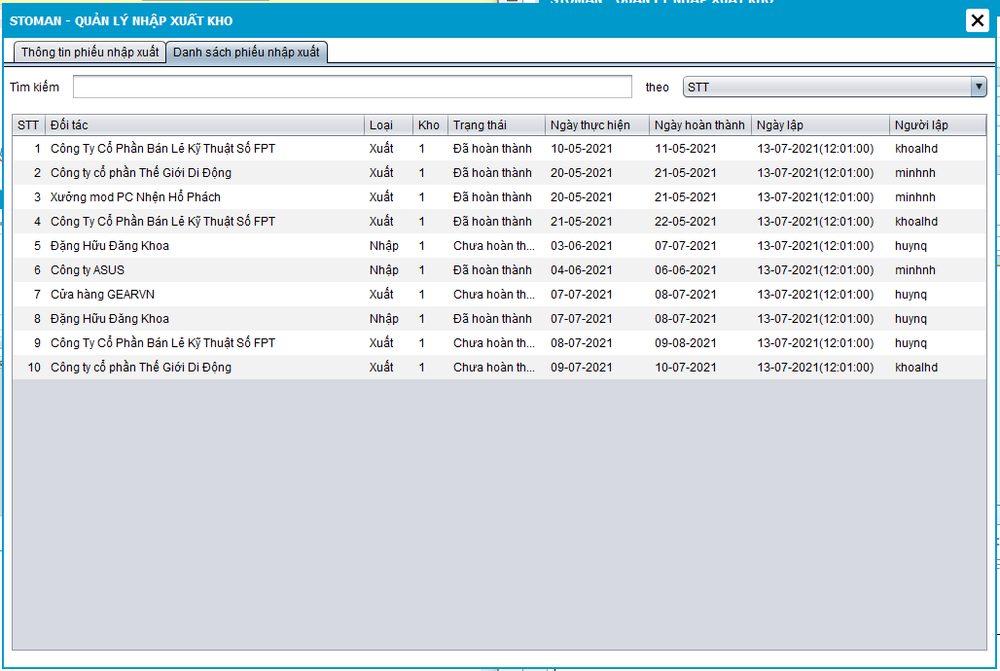 STOMAN - QUẢN LÝ NHẬP XUẤT KHO
Thông tin phiếu nhập xuất Danh sách phiếu nhập xuất
Tìm kiếm theo STT
STT Đối tác Loại Kho Trạng thái Ngày thực hiện Ngày hoàn thành Ngày lập Người lập
1 Công Ty Cổ Phần Bán Lẻ Kỹ Thuật Số FPT Xuất 1 Đã hoàn thành 10-05-2021 11-05-2021 13-07-2021(12:01:00) khoalhd
2 Công ty cổ phần Thế Giới Di Động Xuất 1 Đã hoàn thành 20-05-2021 21-05-2021 13-07-2021(12:01:00) minhnh
3 Xưởng mod PC Nhện Hổ Phách Xuất 1 Đã hoàn thành 20-05-2021 21-05-2021 13-07-2021(12:01:00) minhnh
4 Công Ty Cổ Phần Bán Lẻ Kỹ Thuật Số FPT Xuất 1 Đã hoàn thành 21-05-2021 22-05-2021 13-07-2021(12:01:00) khoalhd
5 Đặng Hữu Đăng Khoa Nhập 1 Chưa hoàn th... 03-06-2021 07-07-2021 13-07-2021(12:01:00) huynq
6 Công ty ASUS Nhập 1 Đã hoàn thành 04-06-2021 06-06-2021 13-07-2021(12:01:00) minhnh
7 Cửa hàng GEARVN Xuất 1 Chưa hoàn th... 07-07-2021 08-07-2021 13-07-2021(12:01:00) huynq
8 Đặng Hữu Đăng Khoa Nhập 1 Đã hoàn thành 07-07-2021 08-07-2021 13-07-2021(12:01:00) huynq
9 Công Ty Cổ Phần Bán Lẻ Kỹ Thuật Số FPT Xuất 1 Chưa hoàn th... 08-07-2021 09-08-2021 13-07-2021(12:01:00) huynq
10 Công ty cổ phần Thế Giới Di Động Xuất 1 Chưa hoàn th... 09-07-2021 10-07-2021 13-07-2021(12:01:00) khoalhd